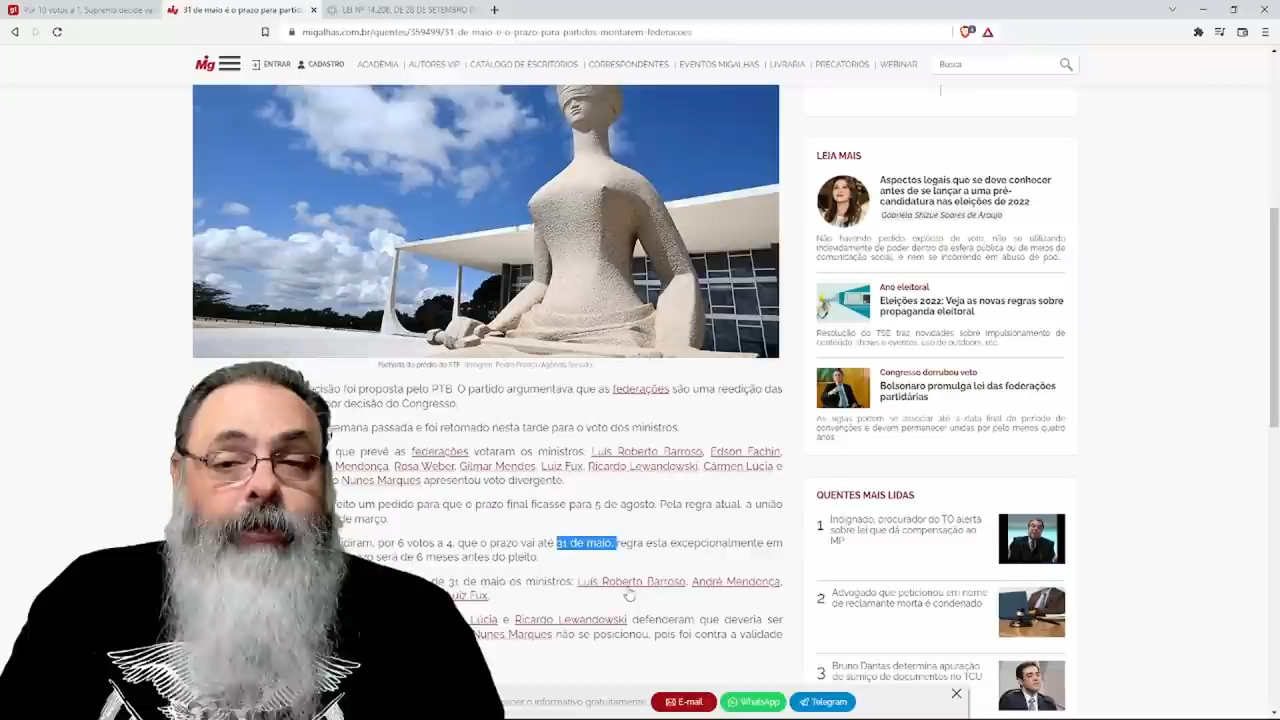 Por 10 votos a 1, Supremo decide va
31 de maio é o prazo para partido
LEI Nº 14.208, DE 28 DE SETEMBRO D
migalhas.com.br/quentes/359499/31-de-maio-e-o-prazo-para-partidos-montarem-federacoes
Mg ENTRAR CADASTRO ACADEMIA | AUTORES VIP | CATÁLOGO DE ESCRITÓRIOS | CORRESPONDENTES | EVENTOS MIGALHAS | LIVRARIA | PRECATÓRIOS | WEBINAR
Busca
Fachada do prédio do STF. (Imagem: Pedro França/Agência Senado)
cisão foi proposta pelo PTB. O partido argumentava que as federações são uma reedição das
or decisão do Congresso.
emana passada e foi retomado nesta tarde para o voto dos ministros.
que prevê as federações votaram os ministros: Luís Roberto Barroso, Edson Fachin,
Mendonça, Rosa Weber, Gilmar Mendes, Luiz Fux, Ricardo Lewandowski, Cármen Lúcia e
o Nunes Marques apresentou voto divergente.
eito um pedido para que o prazo final ficasse para 5 de agosto. Pela regra atual, a união
de março.
diram, por 6 votos a 4, que o prazo vai até 31 de maio, regra esta excepcionalmente em
ro será de 6 meses antes do pleito.
de 31 de maio os ministros: Luís Roberto Barroso, André Mendonça,
uiz Fux.
Lúcia e Ricardo Lewandowski defenderam que deveria ser
Nunes Marques não se posicionou, pois foi contra a validade
LEIA MAIS
Aspectos legais que se deve conhecer
antes de se lançar a uma pré-
candidatura nas eleições de 2022
Gabriela Shizue Soares de Araujo
Não havendo pedido explícito de voto, não se utilizando
indevidamente de poder dentro da esfera pública ou de meios de
comunicação social, e nem se incorrendo em abuso de pod...
Ano eleitoral
Eleições 2022: Veja as novas regras sobre
propaganda eleitoral
Resolução do TSE traz novidades sobre impulsionamento de
conteúdo, shows e eventos, uso de outdoors, etc.
Congresso derrubou veto
Bolsonaro promulga lei das federações
partidárias
As siglas podem se associar até a data final do período de
convenções e devem permanecer unidas por pelo menos quatro
anos.
QUENTES MAIS LIDAS
1 Indignado, procurador do TO alerta
sobre lei que dá compensação ao
MP
2 Advogado que peticionou em nome
de reclamante morta é condenado
3 Bruno Dantas determina apuração
de sumiço de documentos no TCU
ber o informativo gratuitamente: E-mail WhatsApp Telegram